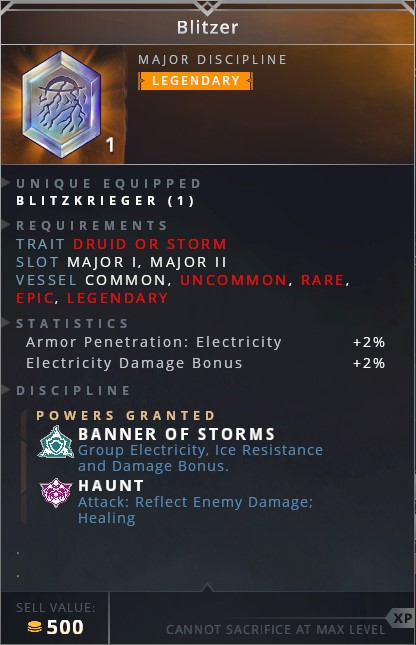 Blitzer
MAJOR DISCIPLINE
LEGENDARY
1
UNIQUE EQUIPPED
BLITZKRIEGER (1)
REQUIREMENTS
TRAIT DRUID OR STORM
SLOT MAJOR I, MAJOR II
VESSEL COMMON, UNCOMMON, RARE,
EPIC, LEGENDARY
STATISTICS
Armor Penetration: Electricity +2%
Electricity Damage Bonus +2%
DISCIPLINE
POWERS GRANTED
BANNER OF STORMS
Group Electricity, Ice Resistance
and Damage Bonus.
HAUNT
Attack: Reflect Enemy Damage;
Healing
.
.
SELL VALUE:
500
XP
CANNOT SACRIFICE AT MAX LEVEL